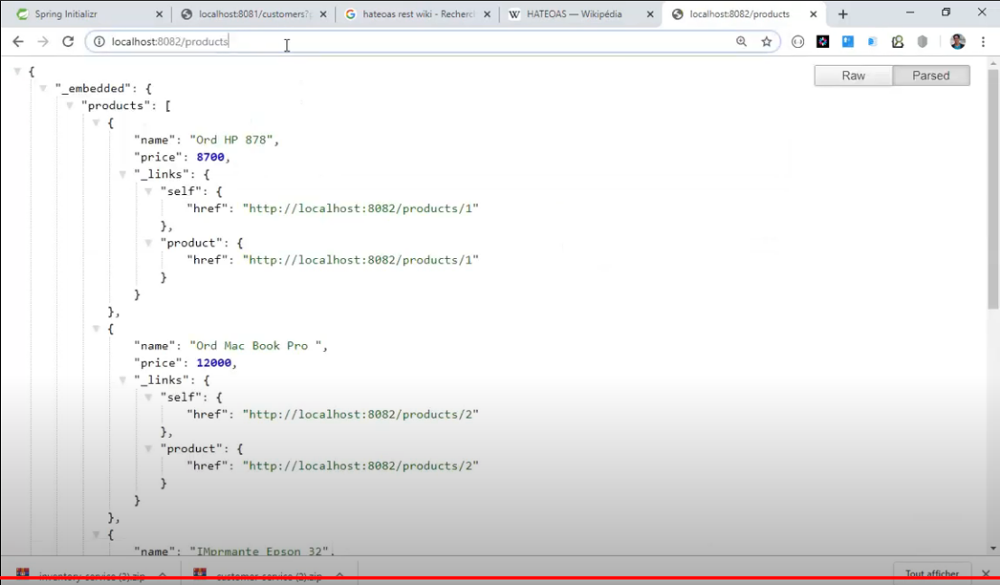 Spring Initializr
localhost:8081/customers?p
hateoas rest wiki - Recherc
HATEOAS — Wikipédia
localhost:8082/products
localhost:8082/products
Raw
Parsed
{
"_embedded": {
"products": [
{
"name": "Ord HP 878",
"price": 8700,
"_links": {
"self": {
"href": "http://localhost:8082/products/1"
},
"product": {
"href": "http://localhost:8082/products/1"
}
}
},
{
"name": "Ord Mac Book Pro ",
"price": 12000,
"_links": {
"self": {
"href": "http://localhost:8082/products/2"
},
"product": {
"href": "http://localhost:8082/products/2"
}
}
},
{
"name": "IMprmante Epson 32",
inventory-service (3).zip
customer-service (2).zip
Tout afficher